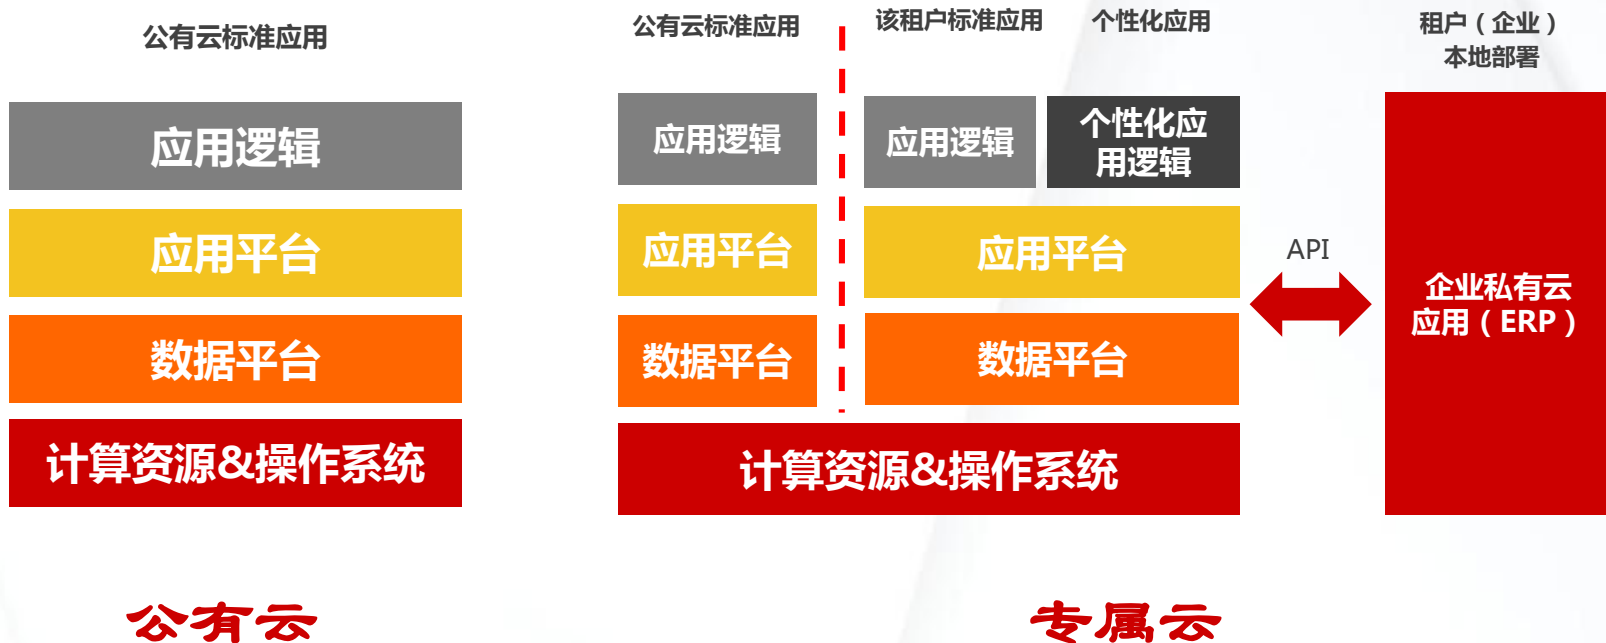 公有云标准应用
应用逻辑
应用平台
数据平台
计算资源&操作系统
公有云
公有云标准应用
该租户标准应用
个性化应用
应用逻辑
应用逻辑
个性化应
用逻辑
应用平台
应用平台
数据平台
数据平台
计算资源&操作系统
API
租户（企业）
本地部署
企业私有云
应用（ERP）
专属云